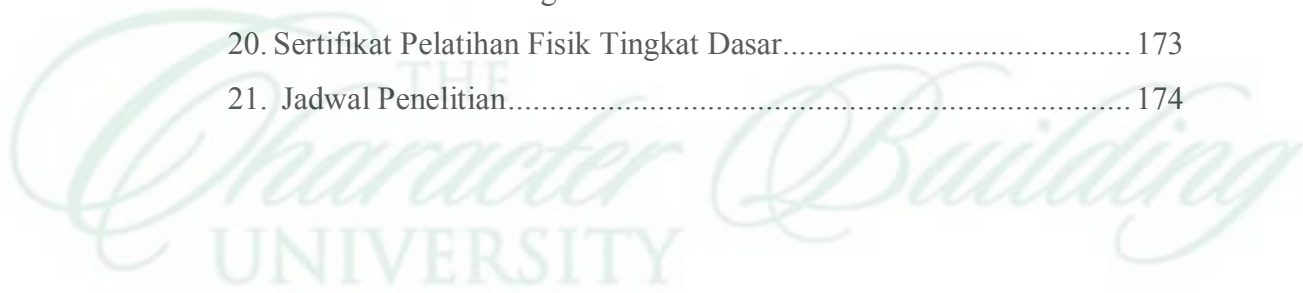 20. Sertifikat Pelatihan Fisik Tingkat Dasar.......................................... 173
21. Jadwal Penelitian........................................................................... 174
THE
Character Building
UNIVERSITY